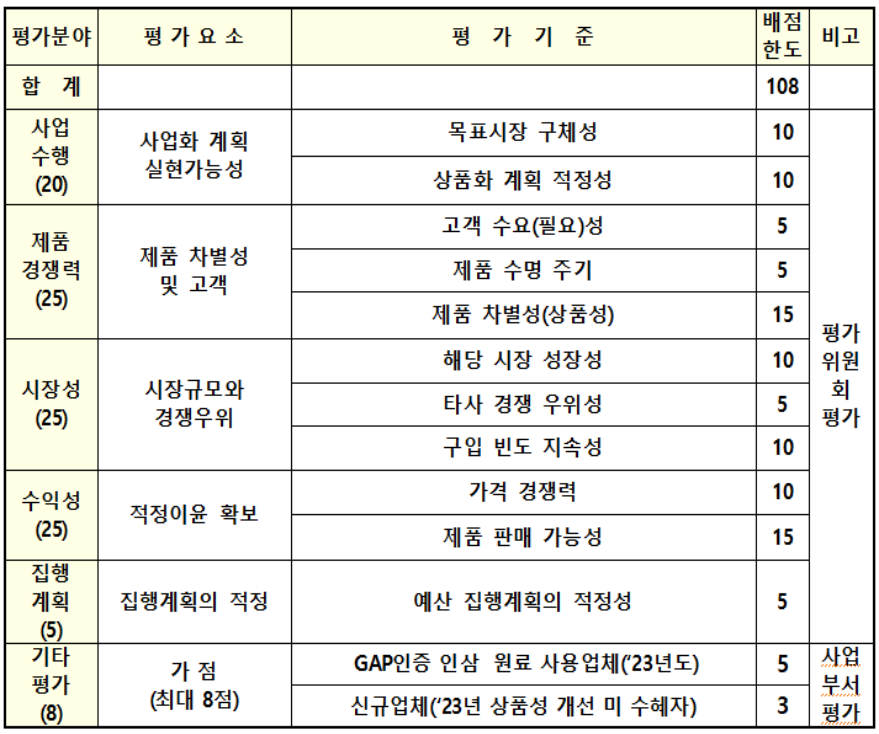 평가분야 평 가 요 소 평 가 기 준 배점 한도 비고
합 계 108
사업 수행 (20) 사업화 계획 실현가능성 목표시장 구체성 10 평가 위원 회 평가
상품화 계획 적정성 10
제품 경쟁력 (25) 제품 차별성 및 고객 고객 수요(필요)성 5
제품 수명 주기 5
제품 차별성(상품성) 15
시장성 (25) 시장규모와 경쟁우위 해당 시장 성장성 10
타사 경쟁 우위성 5
구입 빈도 지속성 10
수익성 (25) 적정이윤 확보 가격 경쟁력 10
제품 판매 가능성 15
집행 계획 (5) 집행계획의 적정 예산 집행계획의 적정성 5
기타 평가 (8) 가 점 (최대 8점) GAP인증 인삼 원료 사용업체('23년도) 5 사업 부서 평가
신규업체('23년 상품성 개선 미 수혜자) 3